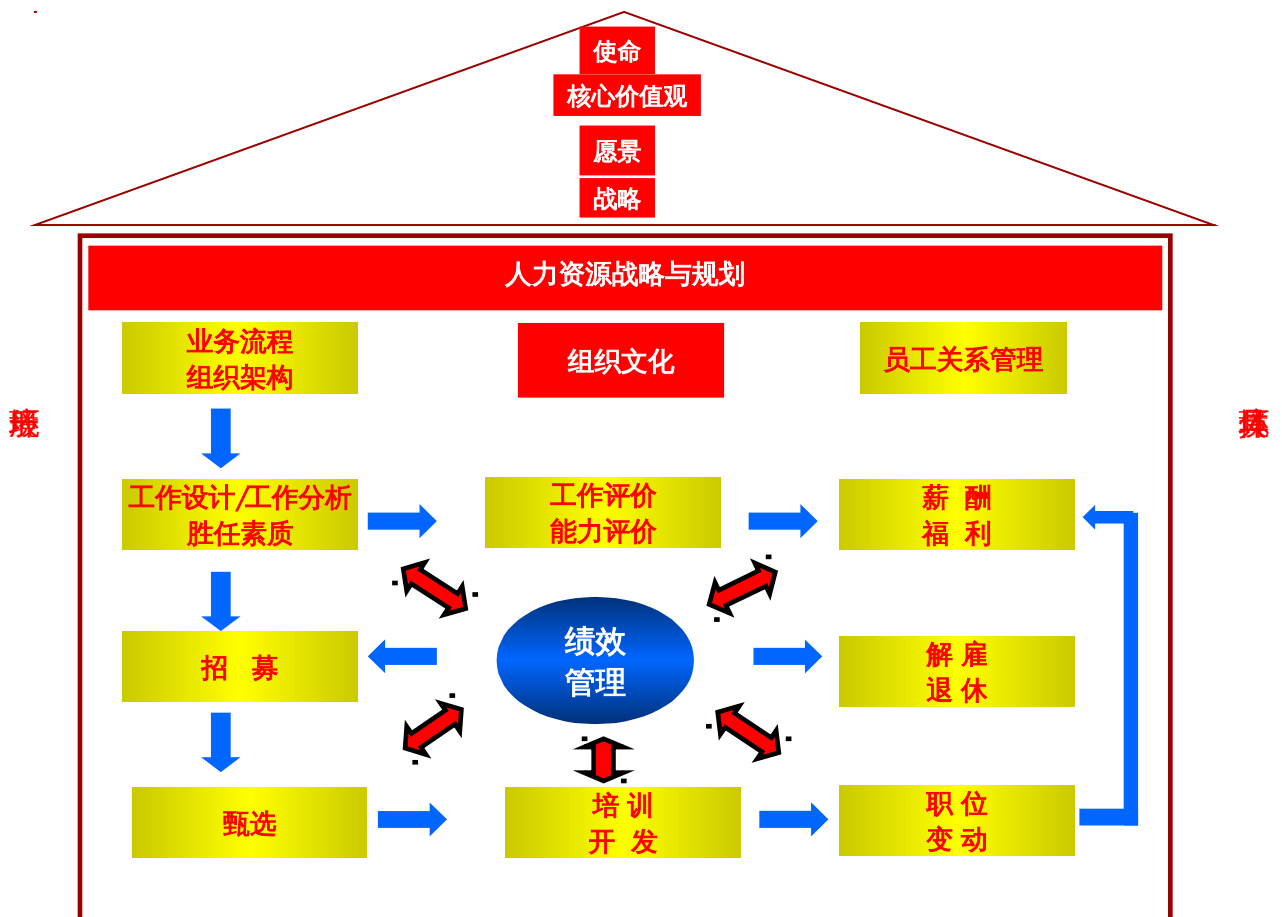 使命
核心价值观
愿景
战略
人力资源战略与规划
业务流程
组织架构
组织文化
员工关系管理
工作设计/工作分析
胜任素质
工作评价
能力评价
薪 酬
福 利
招 募
绩效
管理
解 雇
退 休
甄选
培 训
开 发
职 位
变 动